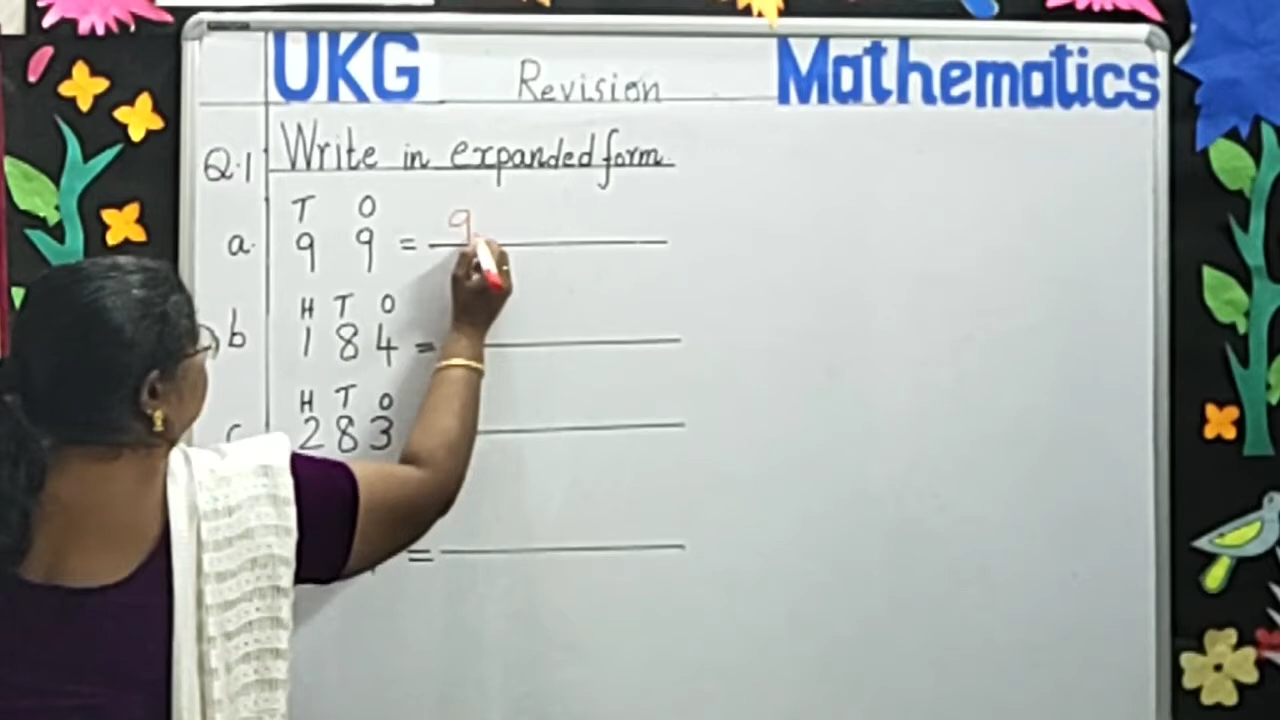 UKG Revision Mathematics
Q.1 Write in expanded form
T O
a. 9 9 = 9
H T O
b 1 8 4 =
H T O
c 2 8 3
=